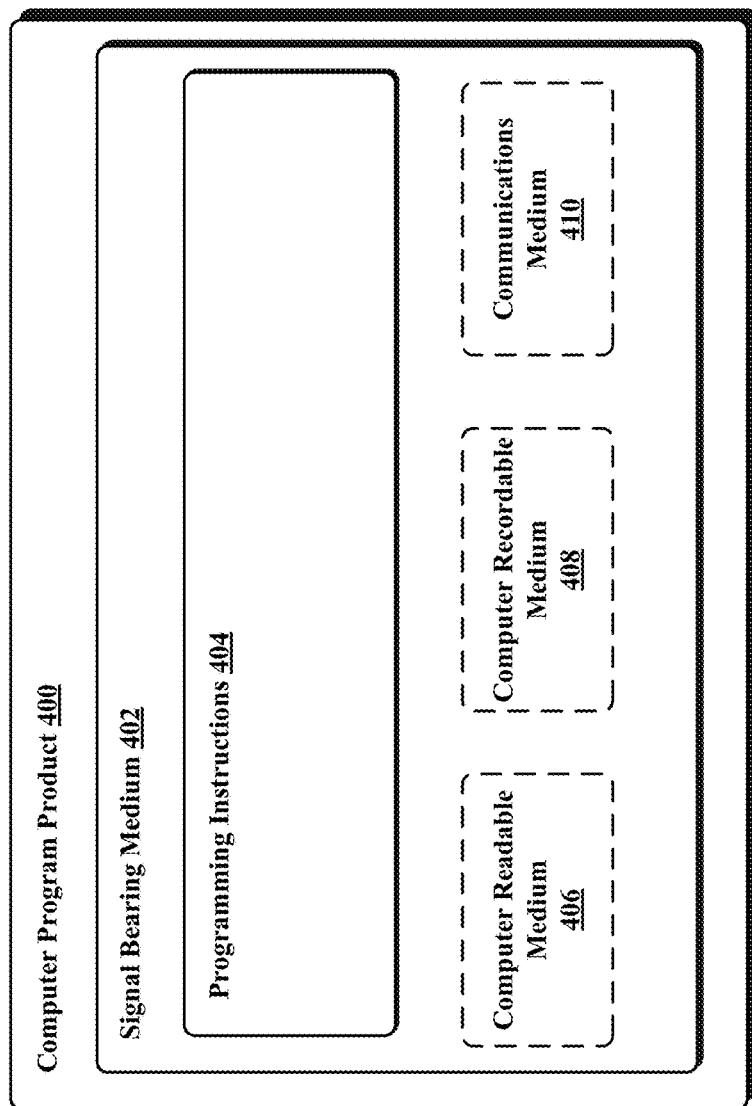 Computer Program Product 400
Signal Bearing Medium 402
Programming Instructions 404
Computer Readable
Medium
406
Computer Recordable
Medium
408
Communications
Medium
410